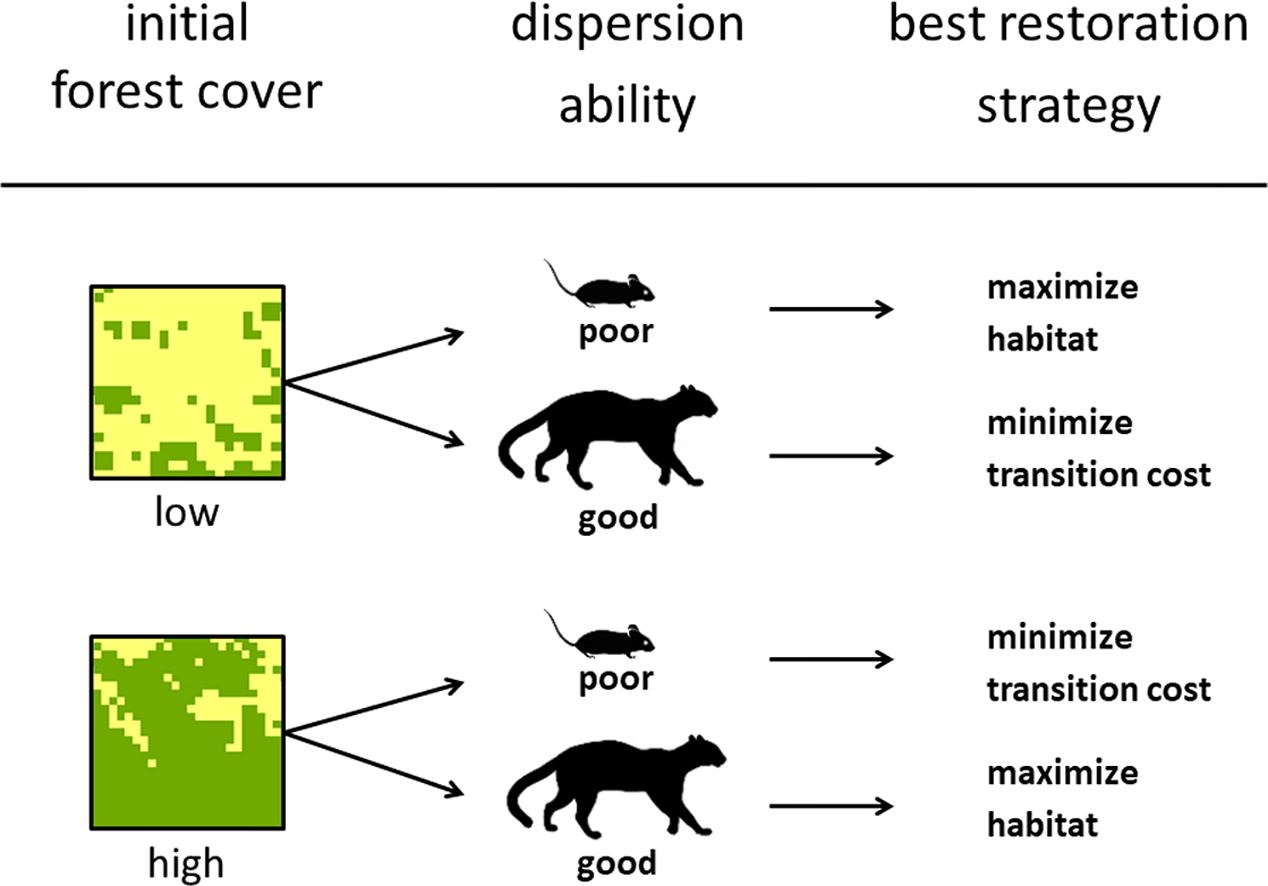 initial
forest cover
dispersion
ability
best restoration
strategy
low
poor
maximize
habitat
good
minimize
transition cost
high
poor
minimize
transition cost
good
maximize
habitat